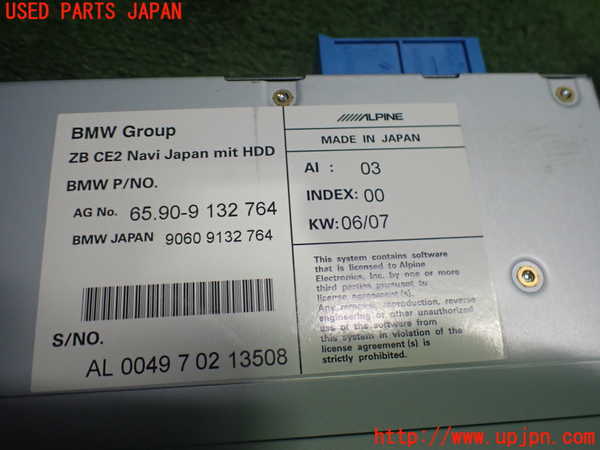 USED PARTS JAPAN
BMW Group
ZB CE2 Navi Japan mit HDD
BMW P/NO.
AG No. 65.90-9 132 764
BMW JAPAN 9060 9132 764
S/NO.
AL 0049 7 02 13508
ALPINE
MADE IN JAPAN
AI : 03
INDEX: 00
KW: 06/07
This system contains software
that is licensed to Alpine
Electronics, Inc. by one or more
third parties pursuant to
license agreement(s).
Any removal, reproduction, reverse
engineering or other unauthorized
use of the software from this
system in violation of the
license agreement (s) is
strictly prohibited.
http://www.upjpn.com/